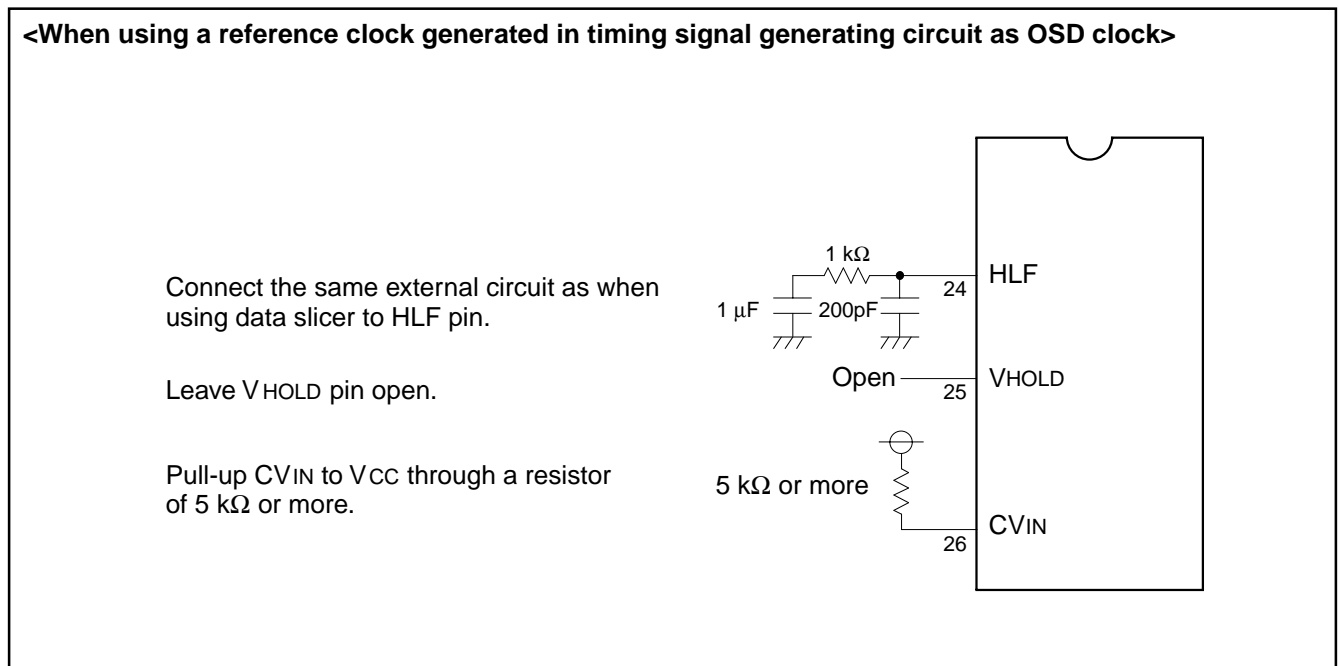 <When using a reference clock generated in timing signal generating circuit as OSD clock>
Connect the same external circuit as when
using data slicer to HLF pin.
Leave VHOLD pin open.
Pull-up CVIN to VCC through a resistor
of 5 kΩ or more.
1 kΩ
1 μF
200pF
24
HLF
Open
25
VHOLD
5 kΩ or more
26
CVIN